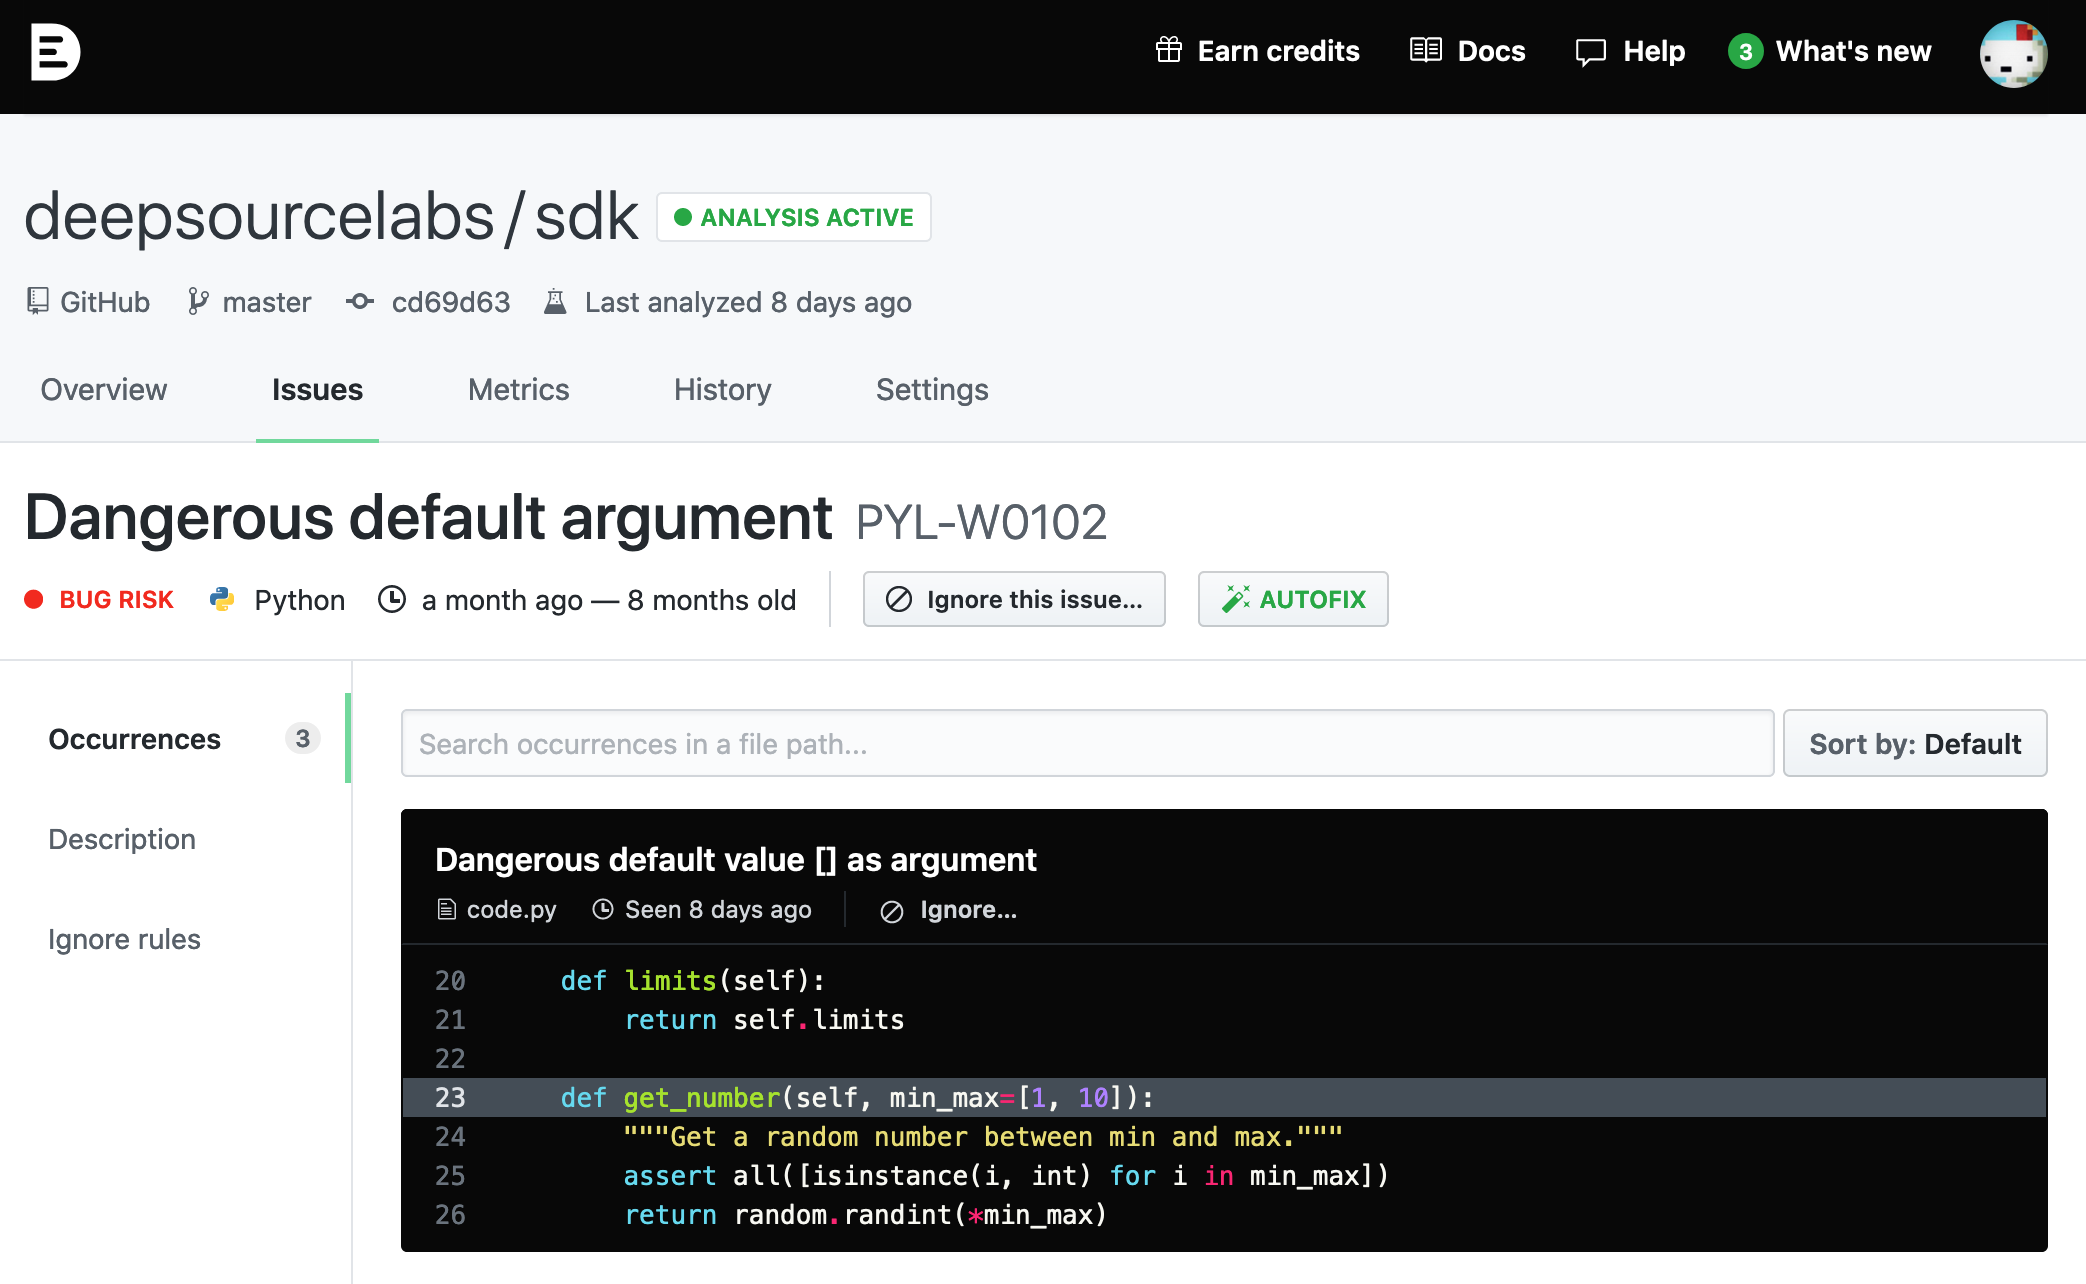 Earn credits Docs Help 3 What's new
deepsourcelabs/sdk ANALYSIS ACTIVE
GitHub master cd69d63 Last analyzed 8 days ago
Overview Issues Metrics History Settings
Dangerous default argument PYL-W0102
BUG RISK Python a month ago — 8 months old Ignore this issue... AUTOFIX
Occurrences 3
Description
Ignore rules
Search occurrences in a file path... Sort by: Default
Dangerous default value [] as argument
code.py Seen 8 days ago Ignore...
20 def limits(self):
21 return self.limits
22
23 def get_number(self, min_max=[1, 10]):
24 """Get a random number between min and max."""
25 assert all([isinstance(i, int) for i in min_max])
26 return random.randint(*min_max)